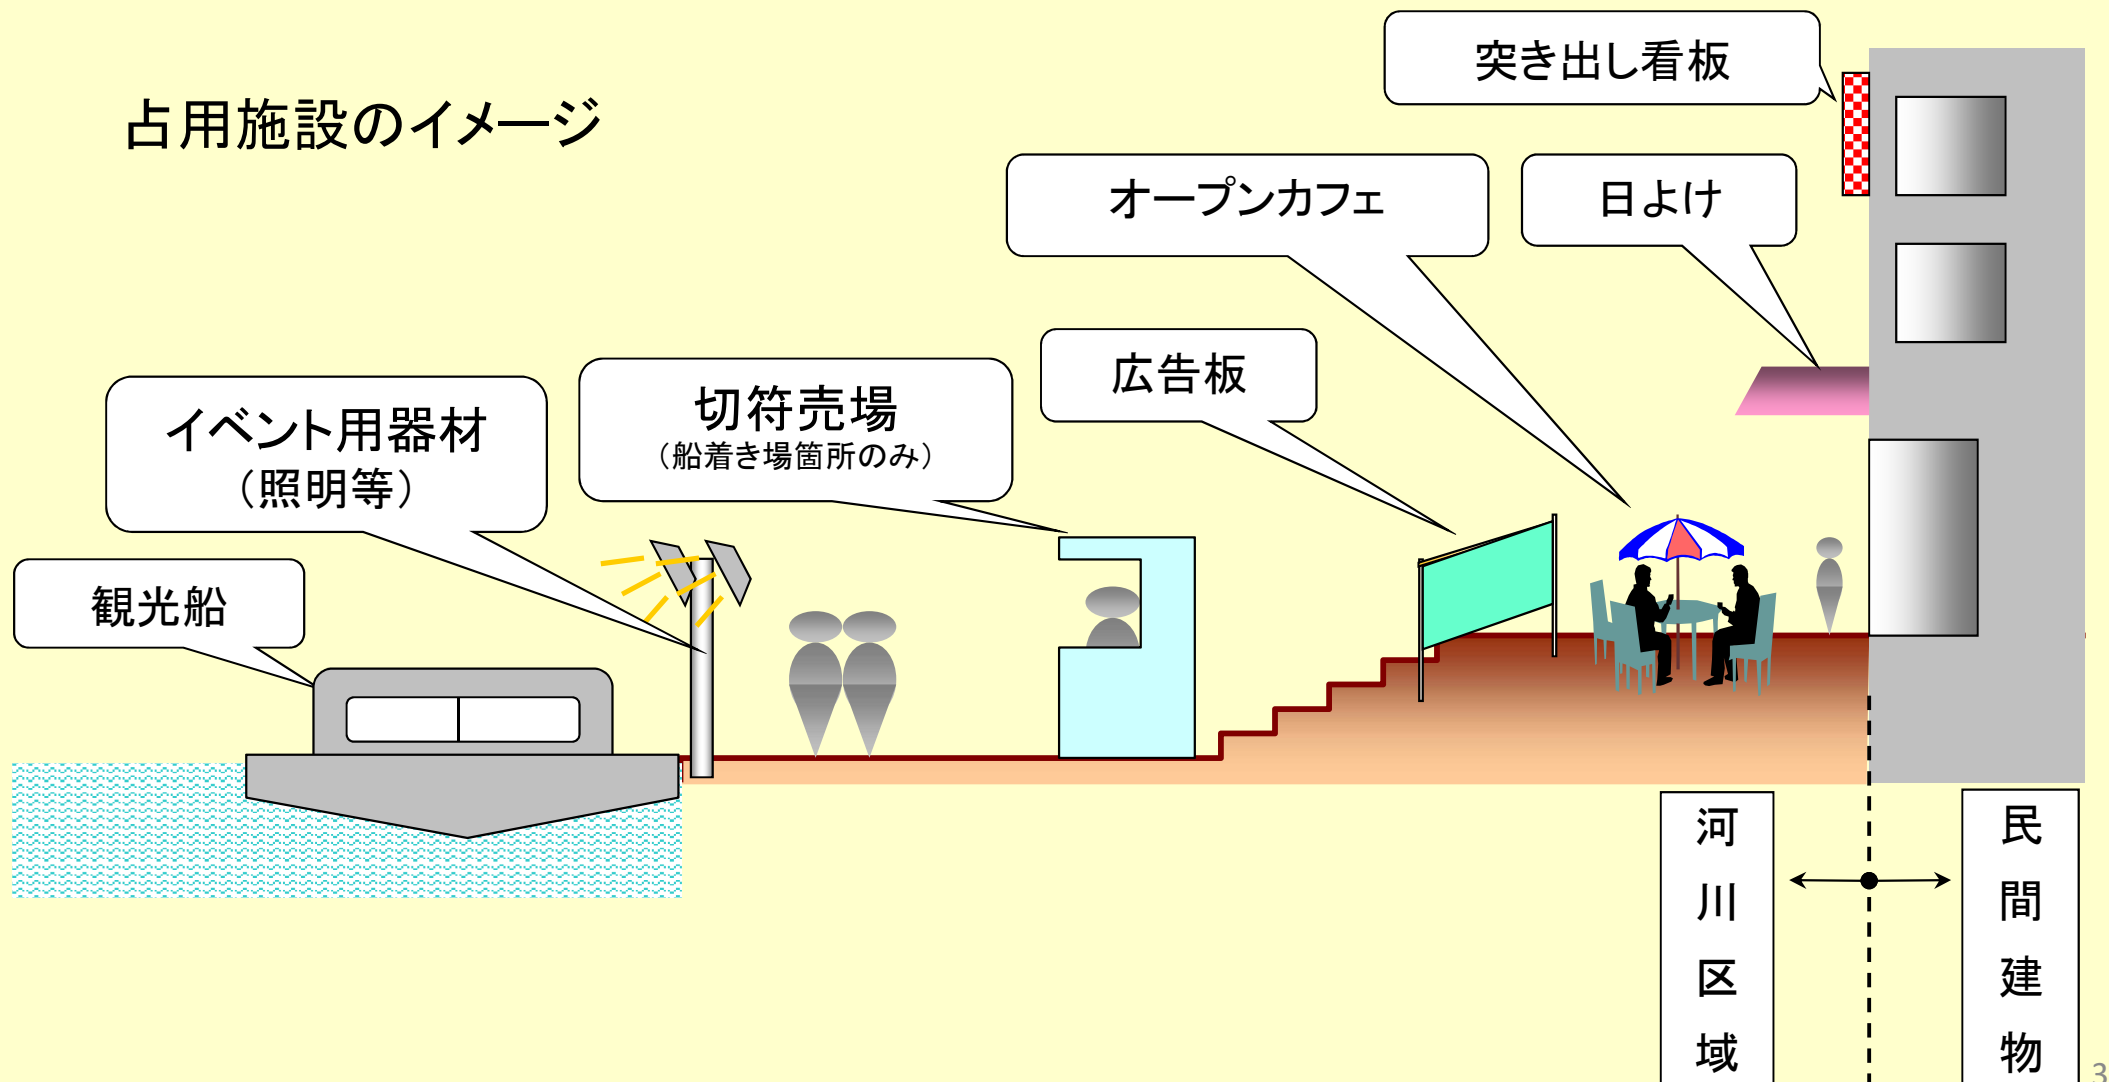 占用施設のイメージ
突き出し看板
オープンカフェ
日よけ
広告板
切符売場
（船着き場箇所のみ）
イベント用器材
（照明等）
観光船
河川区域
民間建物
3